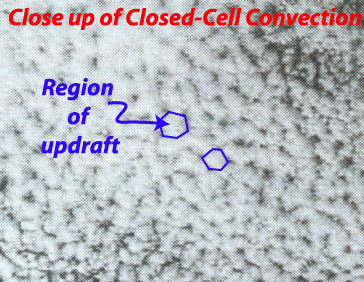 Close up of Closed-Cell Convection
Region
of
updraft